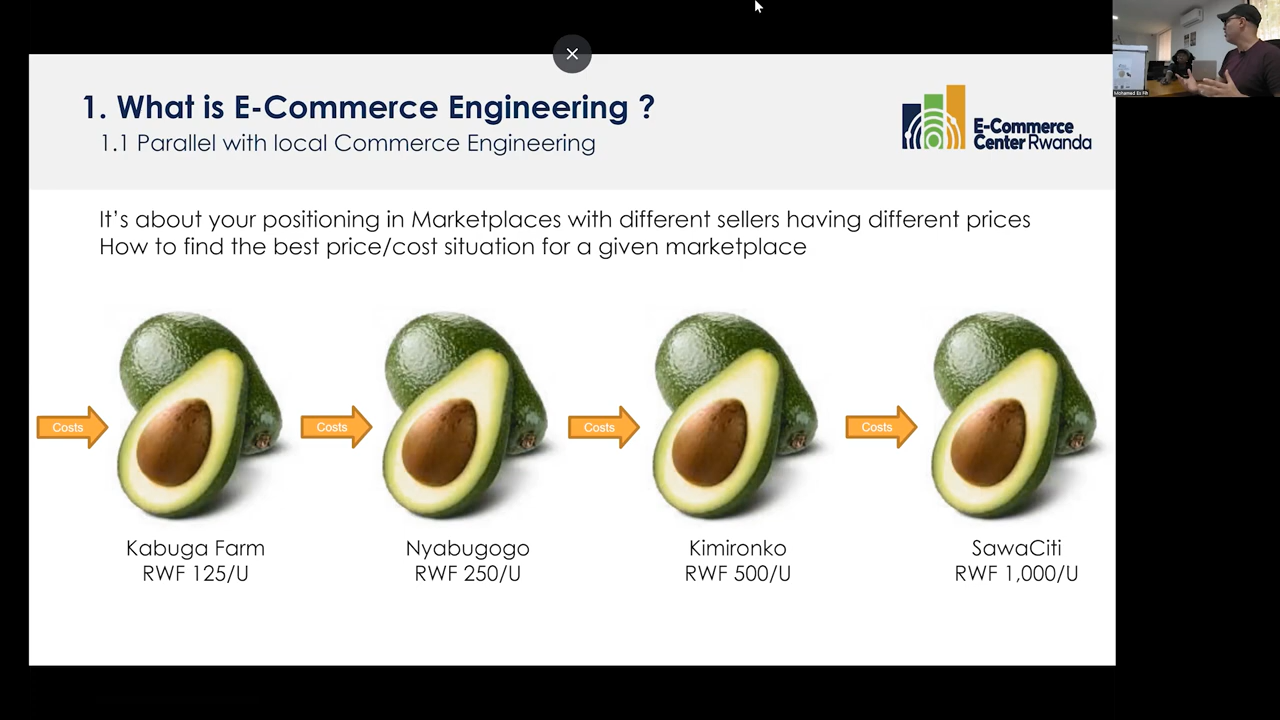 1. What is E-Commerce Engineering ?
1.1 Parallel with local Commerce Engineering
E-Commerce
Center Rwanda
It's about your positioning in Marketplaces with different sellers having different prices
How to find the best price/cost situation for a given marketplace
Costs
Costs
Costs
Costs
Kabuga Farm
RWF 125/U
Nyabugogo
RWF 250/U
Kimironko
RWF 500/U
SawaCiti
RWF 1,000/U